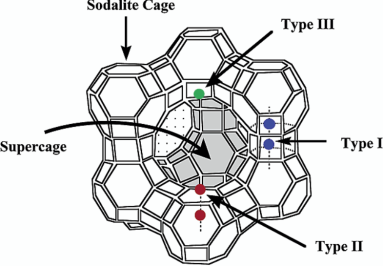 Sodalite Cage
Type III
Supercage
Type I
Type II